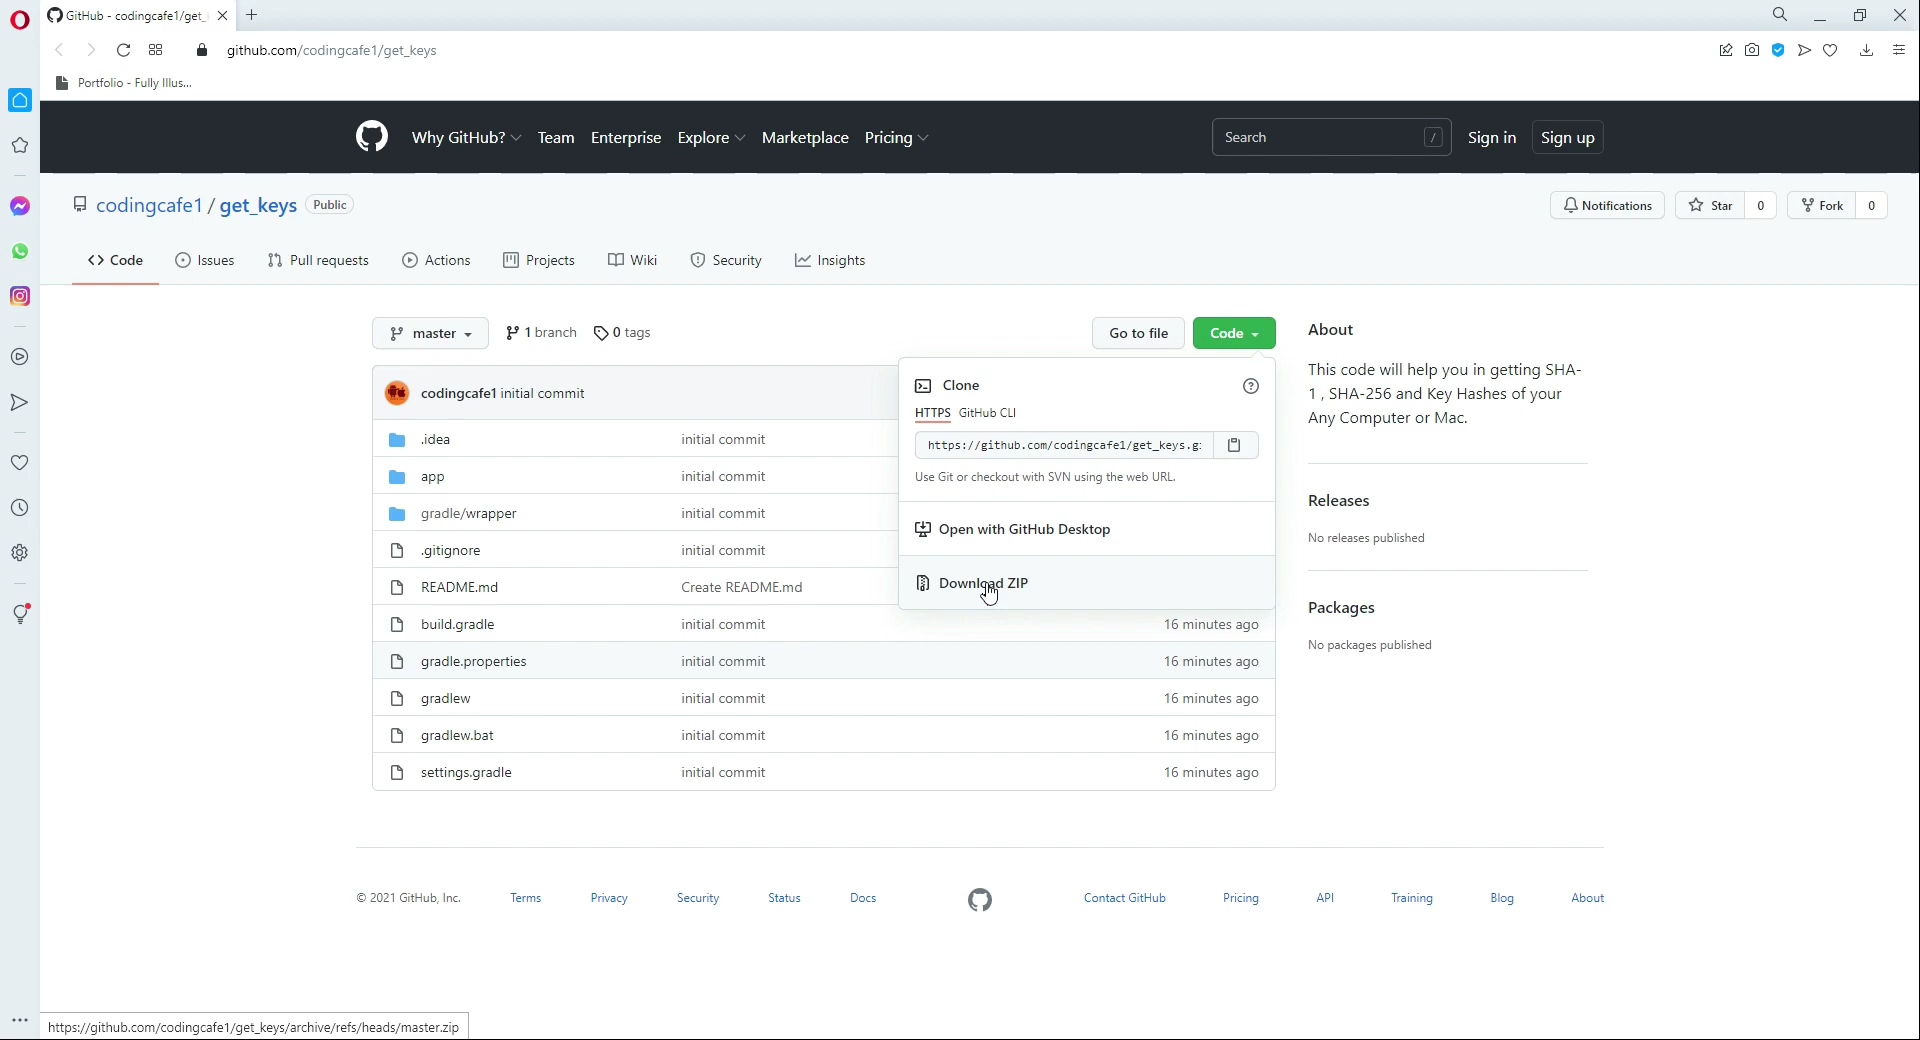 GitHub - codingcafe1/get_
github.com/codingcafe1/get_keys
Portfolio - Fully Illus...
Why GitHub? Team Enterprise Explore Marketplace Pricing
Search /
Sign in Sign up
codingcafe1 / get_keys Public
Notifications Star 0 Fork 0
Code Issues Pull requests Actions Projects Wiki Security Insights
master 1 branch 0 tags
Go to file Code
codingcafe1 initial commit
.idea initial commit
app initial commit
gradle/wrapper initial commit
.gitignore initial commit
README.md Create README.md
build.gradle initial commit 16 minutes ago
gradle.properties initial commit 16 minutes ago
gradlew initial commit 16 minutes ago
gradlew.bat initial commit 16 minutes ago
settings.gradle initial commit 16 minutes ago
Clone
HTTPS GitHub CLI
https://github.com/codingcafe1/get_keys.g
Use Git or checkout with SVN using the web URL.
Open with GitHub Desktop
Download ZIP
About
This code will help you in getting SHA-
1 , SHA-256 and Key Hashes of your
Any Computer or Mac.
Releases
No releases published
Packages
No packages published
© 2021 GitHub, Inc. Terms Privacy Security Status Docs Contact GitHub Pricing API Training Blog About
https://github.com/codingcafe1/get_keys/archive/refs/heads/master.zip